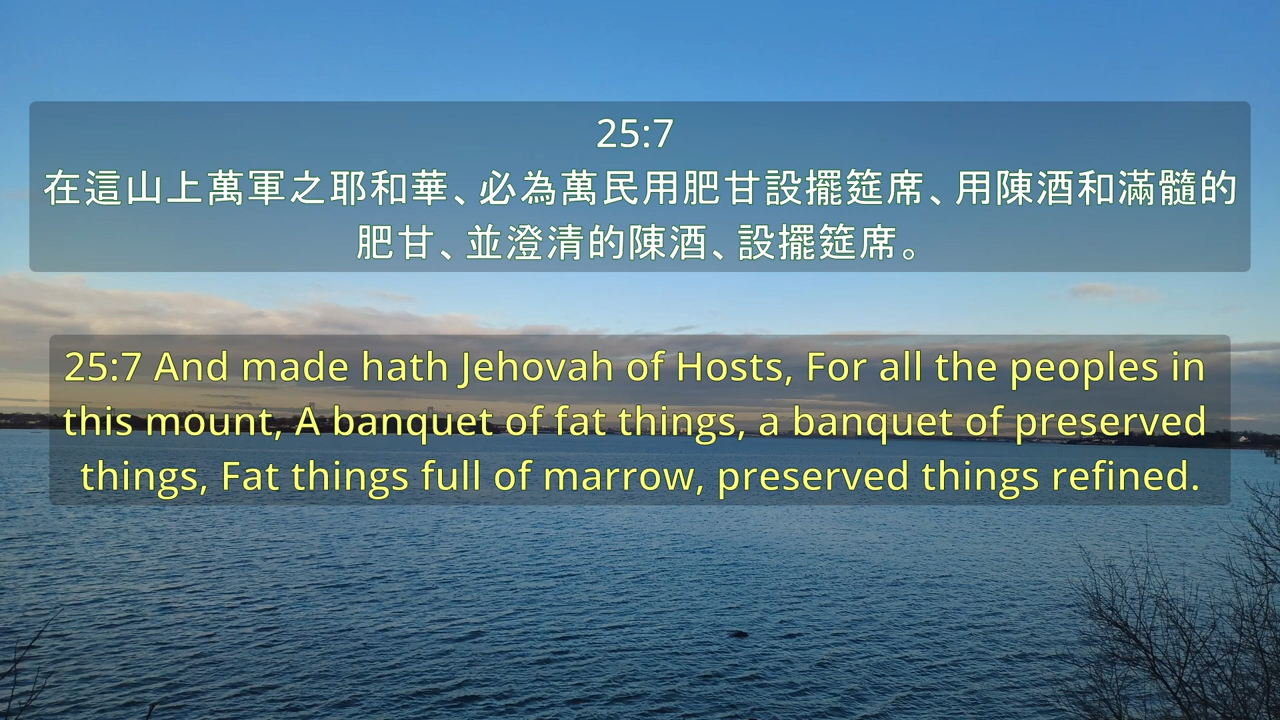 25:7
在這山上萬軍之耶和華、必為萬民用肥甘設擺筵席、用陳酒和滿髓的
肥甘、並澄清的陳酒、設擺筵席。
25:7 And made hath Jehovah of Hosts, For all the peoples in
this mount, A banquet of fat things, a banquet of preserved
things, Fat things full of marrow, preserved things refined.